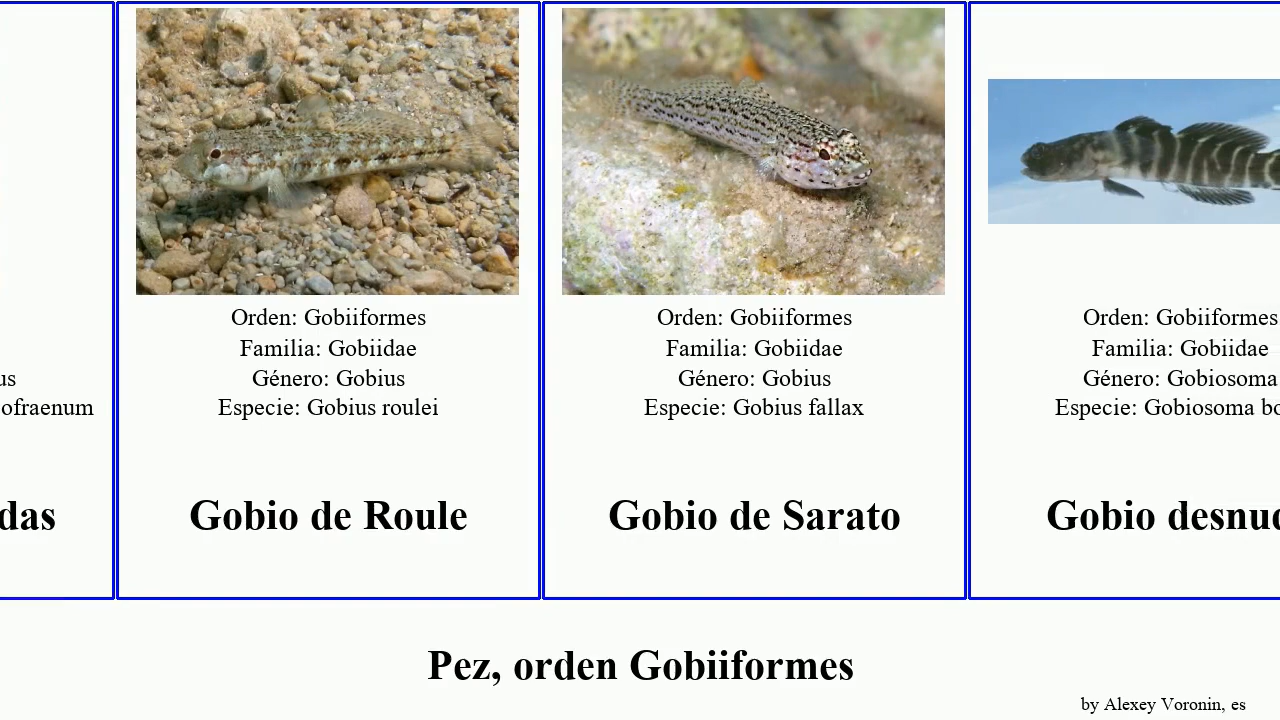 us
ofraenum
das
Orden: Gobiiformes
Familia: Gobiidae
Género: Gobius
Especie: Gobius roulei
Gobio de Roule
Orden: Gobiiformes
Familia: Gobiidae
Género: Gobius
Especie: Gobius fallax
Gobio de Sarato
Orden: Gobiiformes
Familia: Gobiidae
Género: Gobiosoma
Especie: Gobiosoma bo
Gobio desnud
Pez, orden Gobiiformes
by Alexey Voronin, es